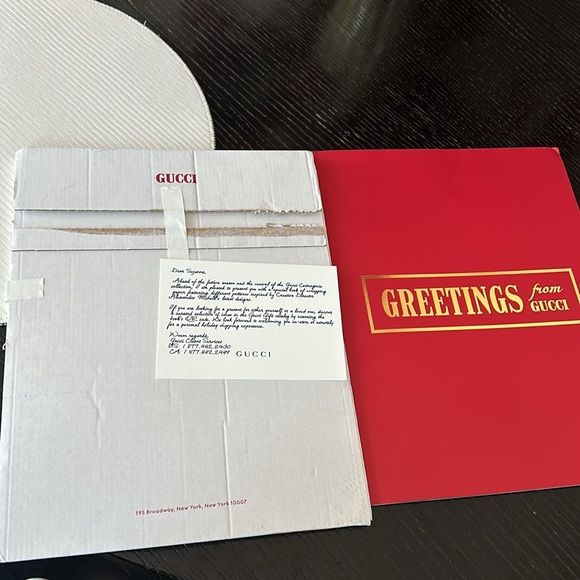 GUCCI
Dear Suzanne,
Ahead of the festive season and the arrival of the Gucci
collection, I am pleased to present you with a special book of wrapping
paper featuring different patterns inspired by Creative Director
Alessandro Michele's latest designs.
If you are looking for a present for either yourself or a loved one, discover
a curated selection of items in the Gucci Gifts catalog by scanning the
book's QR code. We look forward to welcoming you in-store or remotely
for a personal holiday shopping experience.
Warm regards,
Gucci Client Services
US: 1 877.482.2430
CA: 1 877.482.2497 GUCCI
195 Broadway, New York, New York 10007
GREETINGS from
GUCCI